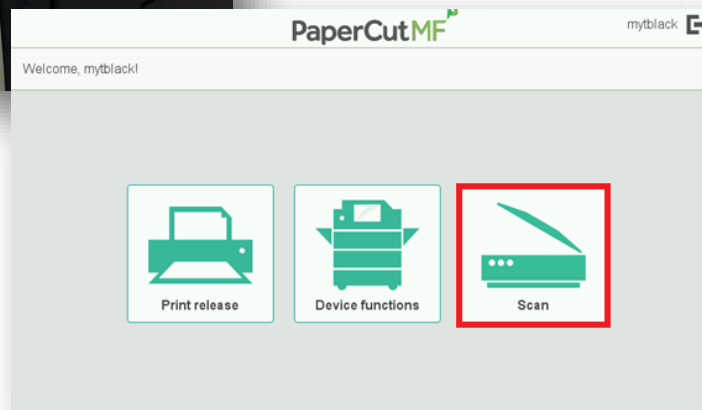 PaperCutMF
mytblack
Welcome, mytblack!
Print release
Device functions
Scan